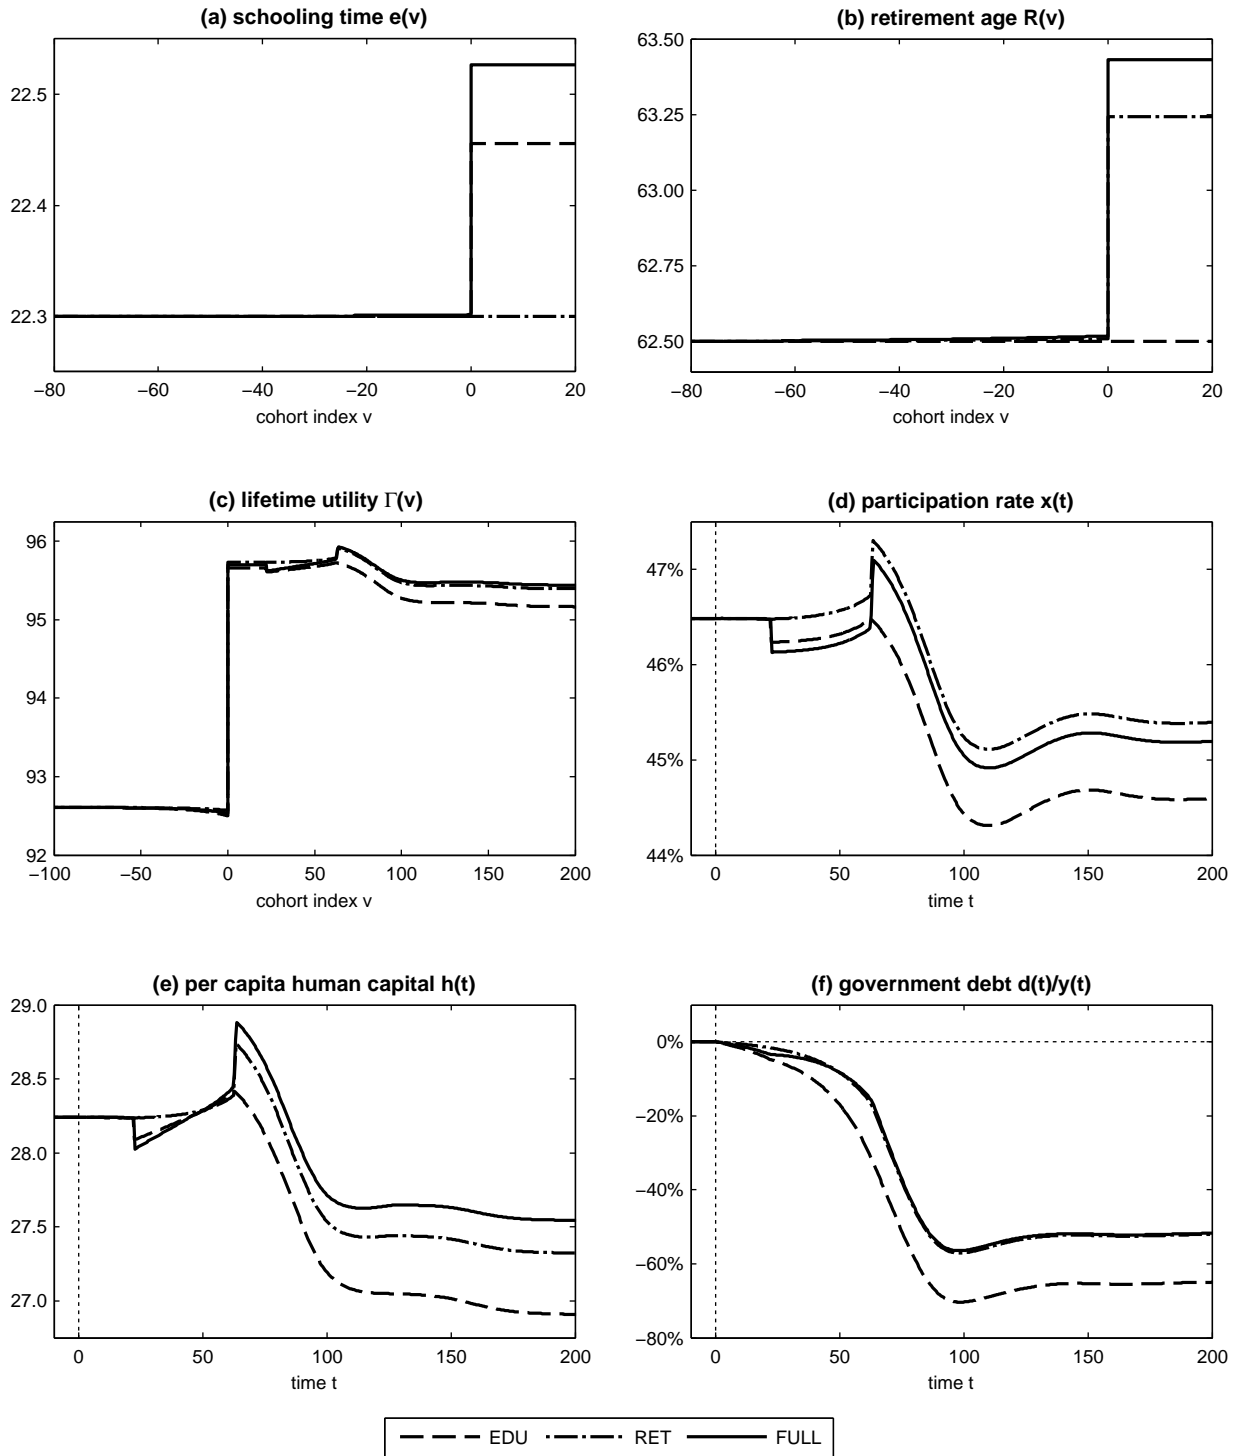 (a) schooling time e(v)
22.5
22.4
22.3
−80 −60 −40 −20 0 20
cohort index v
(b) retirement age R(v)
63.50
63.25
63.00
62.75
62.50
−80 −60 −40 −20 0 20
cohort index v
(c) lifetime utility Γ(v)
96
95
94
93
92
−100 −50 0 50 100 150 200
cohort index v
(d) participation rate x(t)
47%
46%
45%
44%
0 50 100 150 200
time t
(e) per capita human capital h(t)
29.0
28.5
28.0
27.5
27.0
0 50 100 150 200
time t
(f) government debt d(t)/y(t)
0%
−20%
−40%
−60%
−80%
0 50 100 150 200
time t
EDU RET FULL